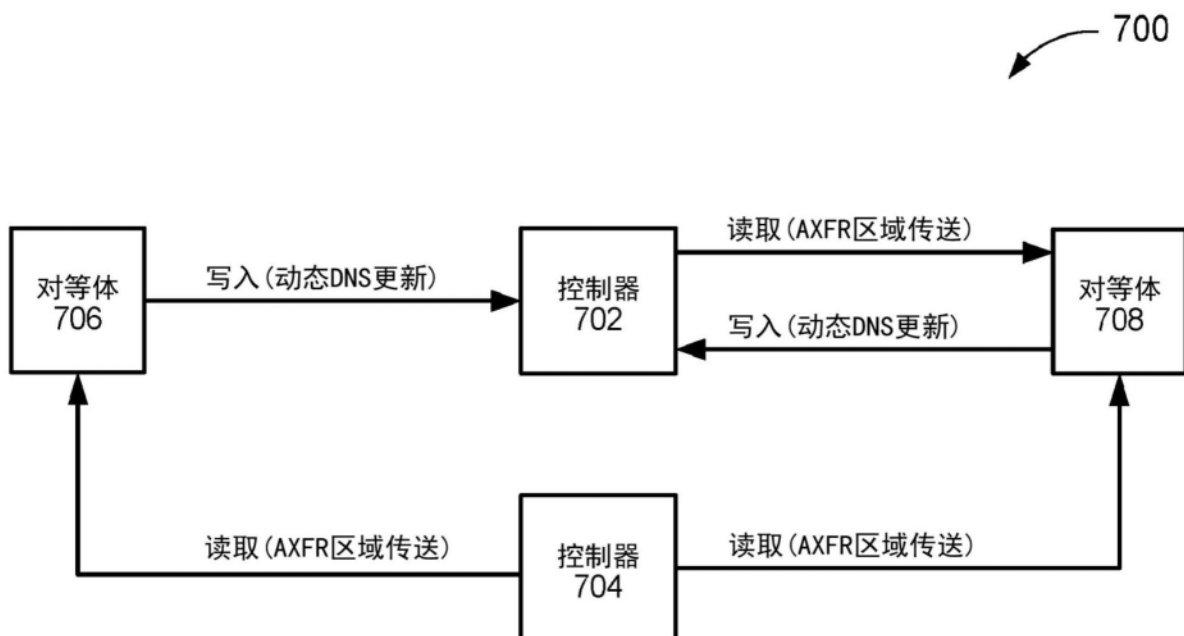 700
读取(AXFR区域传送)
对等体
706
写入(动态DNS更新)
控制器
702
对等体
708
写入(动态DNS更新)
读取(AXFR区域传送)
控制器
704
读取(AXFR区域传送)